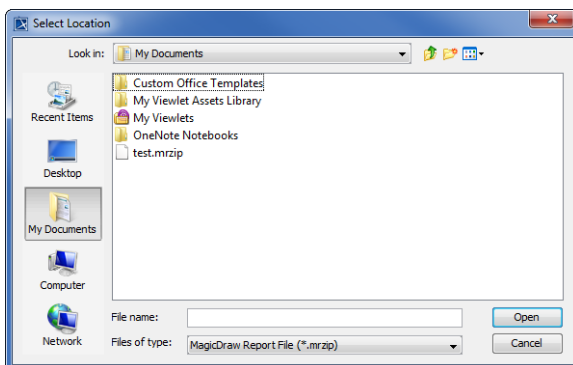 Select Location
Look in: My Documents
Custom Office Templates
My Viewlet Assets Library
My Viewlets
OneNote Notebooks
test.mrzip
Recent Items
Desktop
My Documents
Computer
Network
File name:
Open
Files of type: MagicDraw Report File (*.mrzip)
Cancel